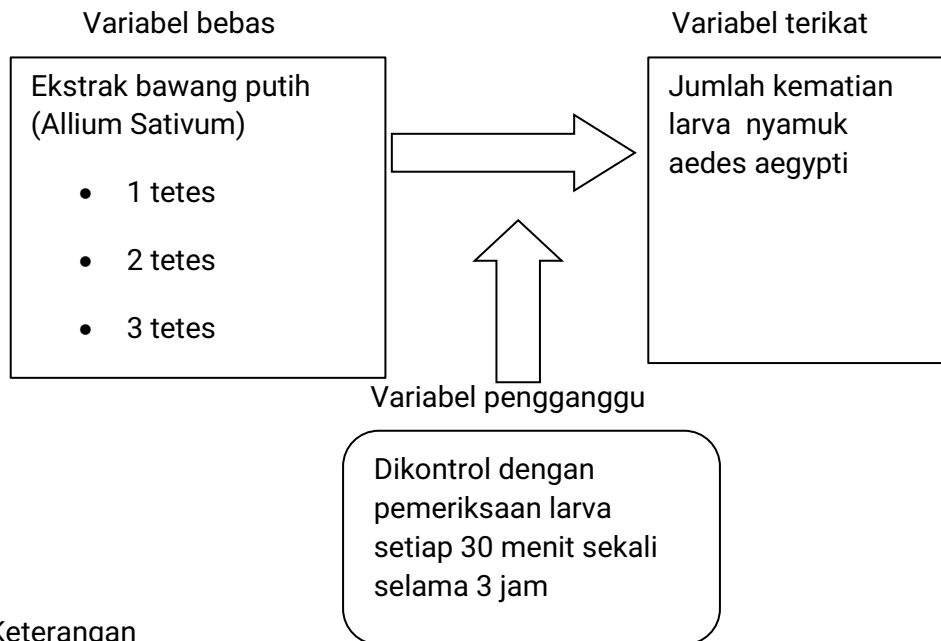 Variabel bebas
Variabel terikat
Ekstrak bawang putih
(Allium Sativum)
• 1 tetes
• 2 tetes
• 3 tetes
Jumlah kematian
larva nyamuk
aedes aegypti
Variabel pengganggu
Dikontrol dengan
pemeriksaan larva
setiap 30 menit sekali
selama 3 jam
Keterangan